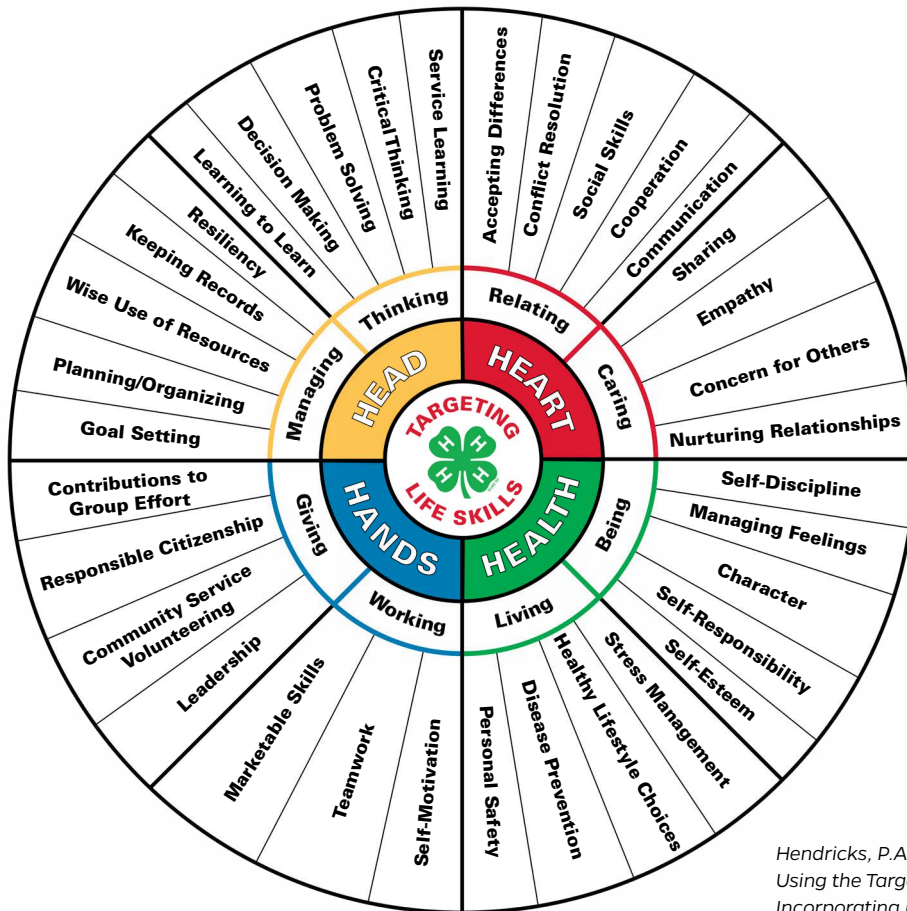 TARGETING
LIFE SKILLS
H H
H H
HEAD
HEART
HEALTH
HANDS
Thinking
Relating
Caring
Being
Living
Working
Giving
Managing
Service Learning
Critical Thinking
Problem Solving
Decision Making
Learning to Learn
Resiliency
Keeping Records
Wise Use of Resources
Planning/Organizing
Goal Setting
Accepting Differences
Conflict Resolution
Social Skills
Cooperation
Communication
Sharing
Empathy
Concern for Others
Nurturing Relationships
Self-Discipline
Managing Feelings
Character
Self-Responsibility
Self-Esteem
Stress Management
Healthy Lifestyle Choices
Disease Prevention
Personal Safety
Self-Motivation
Teamwork
Marketable Skills
Leadership
Community Service
Volunteering
Responsible Citizenship
Contributions to
Group Effort
Hendricks, P.A
Using the Targe
Incorporating